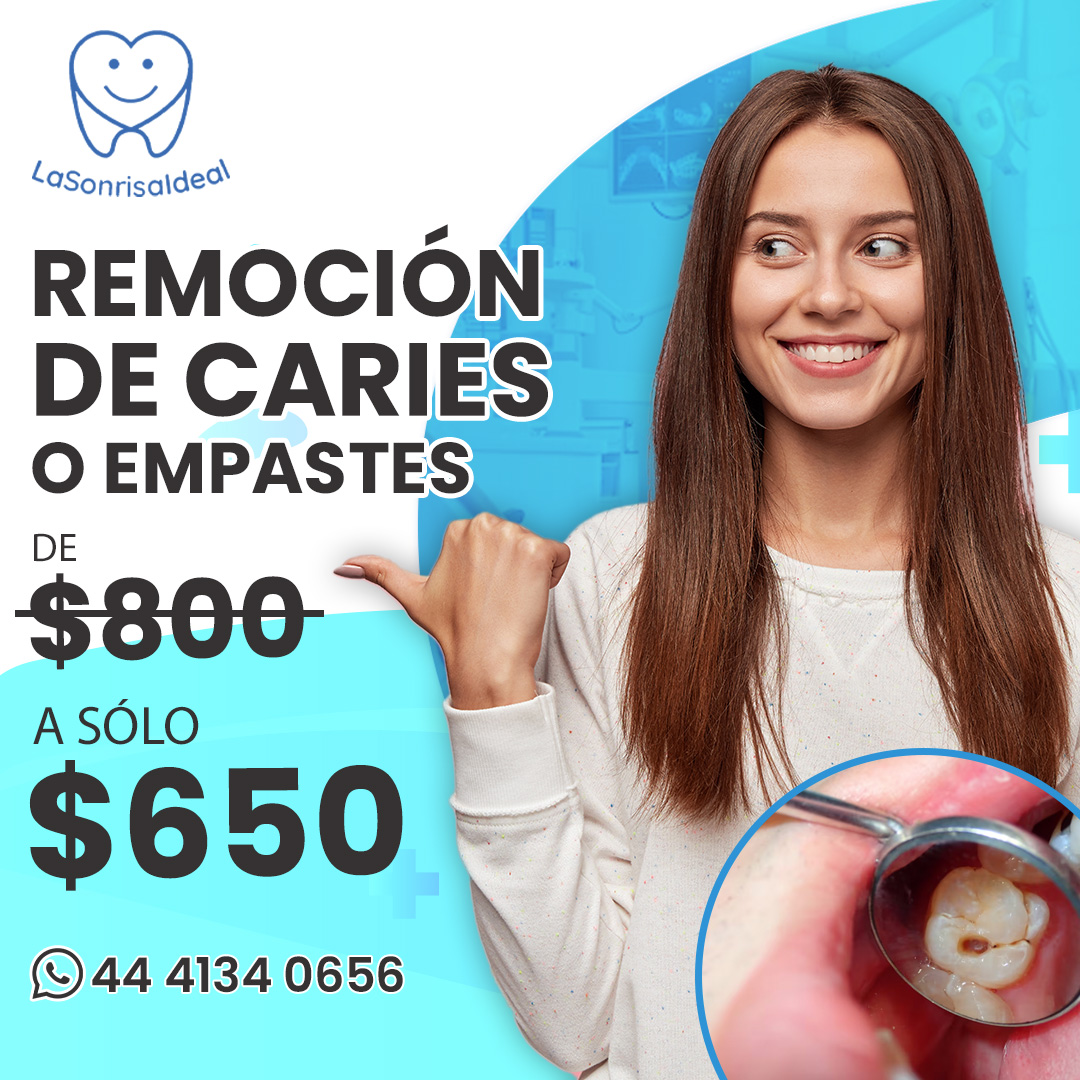 LaSonrisaIdeal
REMOCIÓN
DE CARIES
O EMPASTES
DE
$800
A SÓLO
$650
44 4134 0656